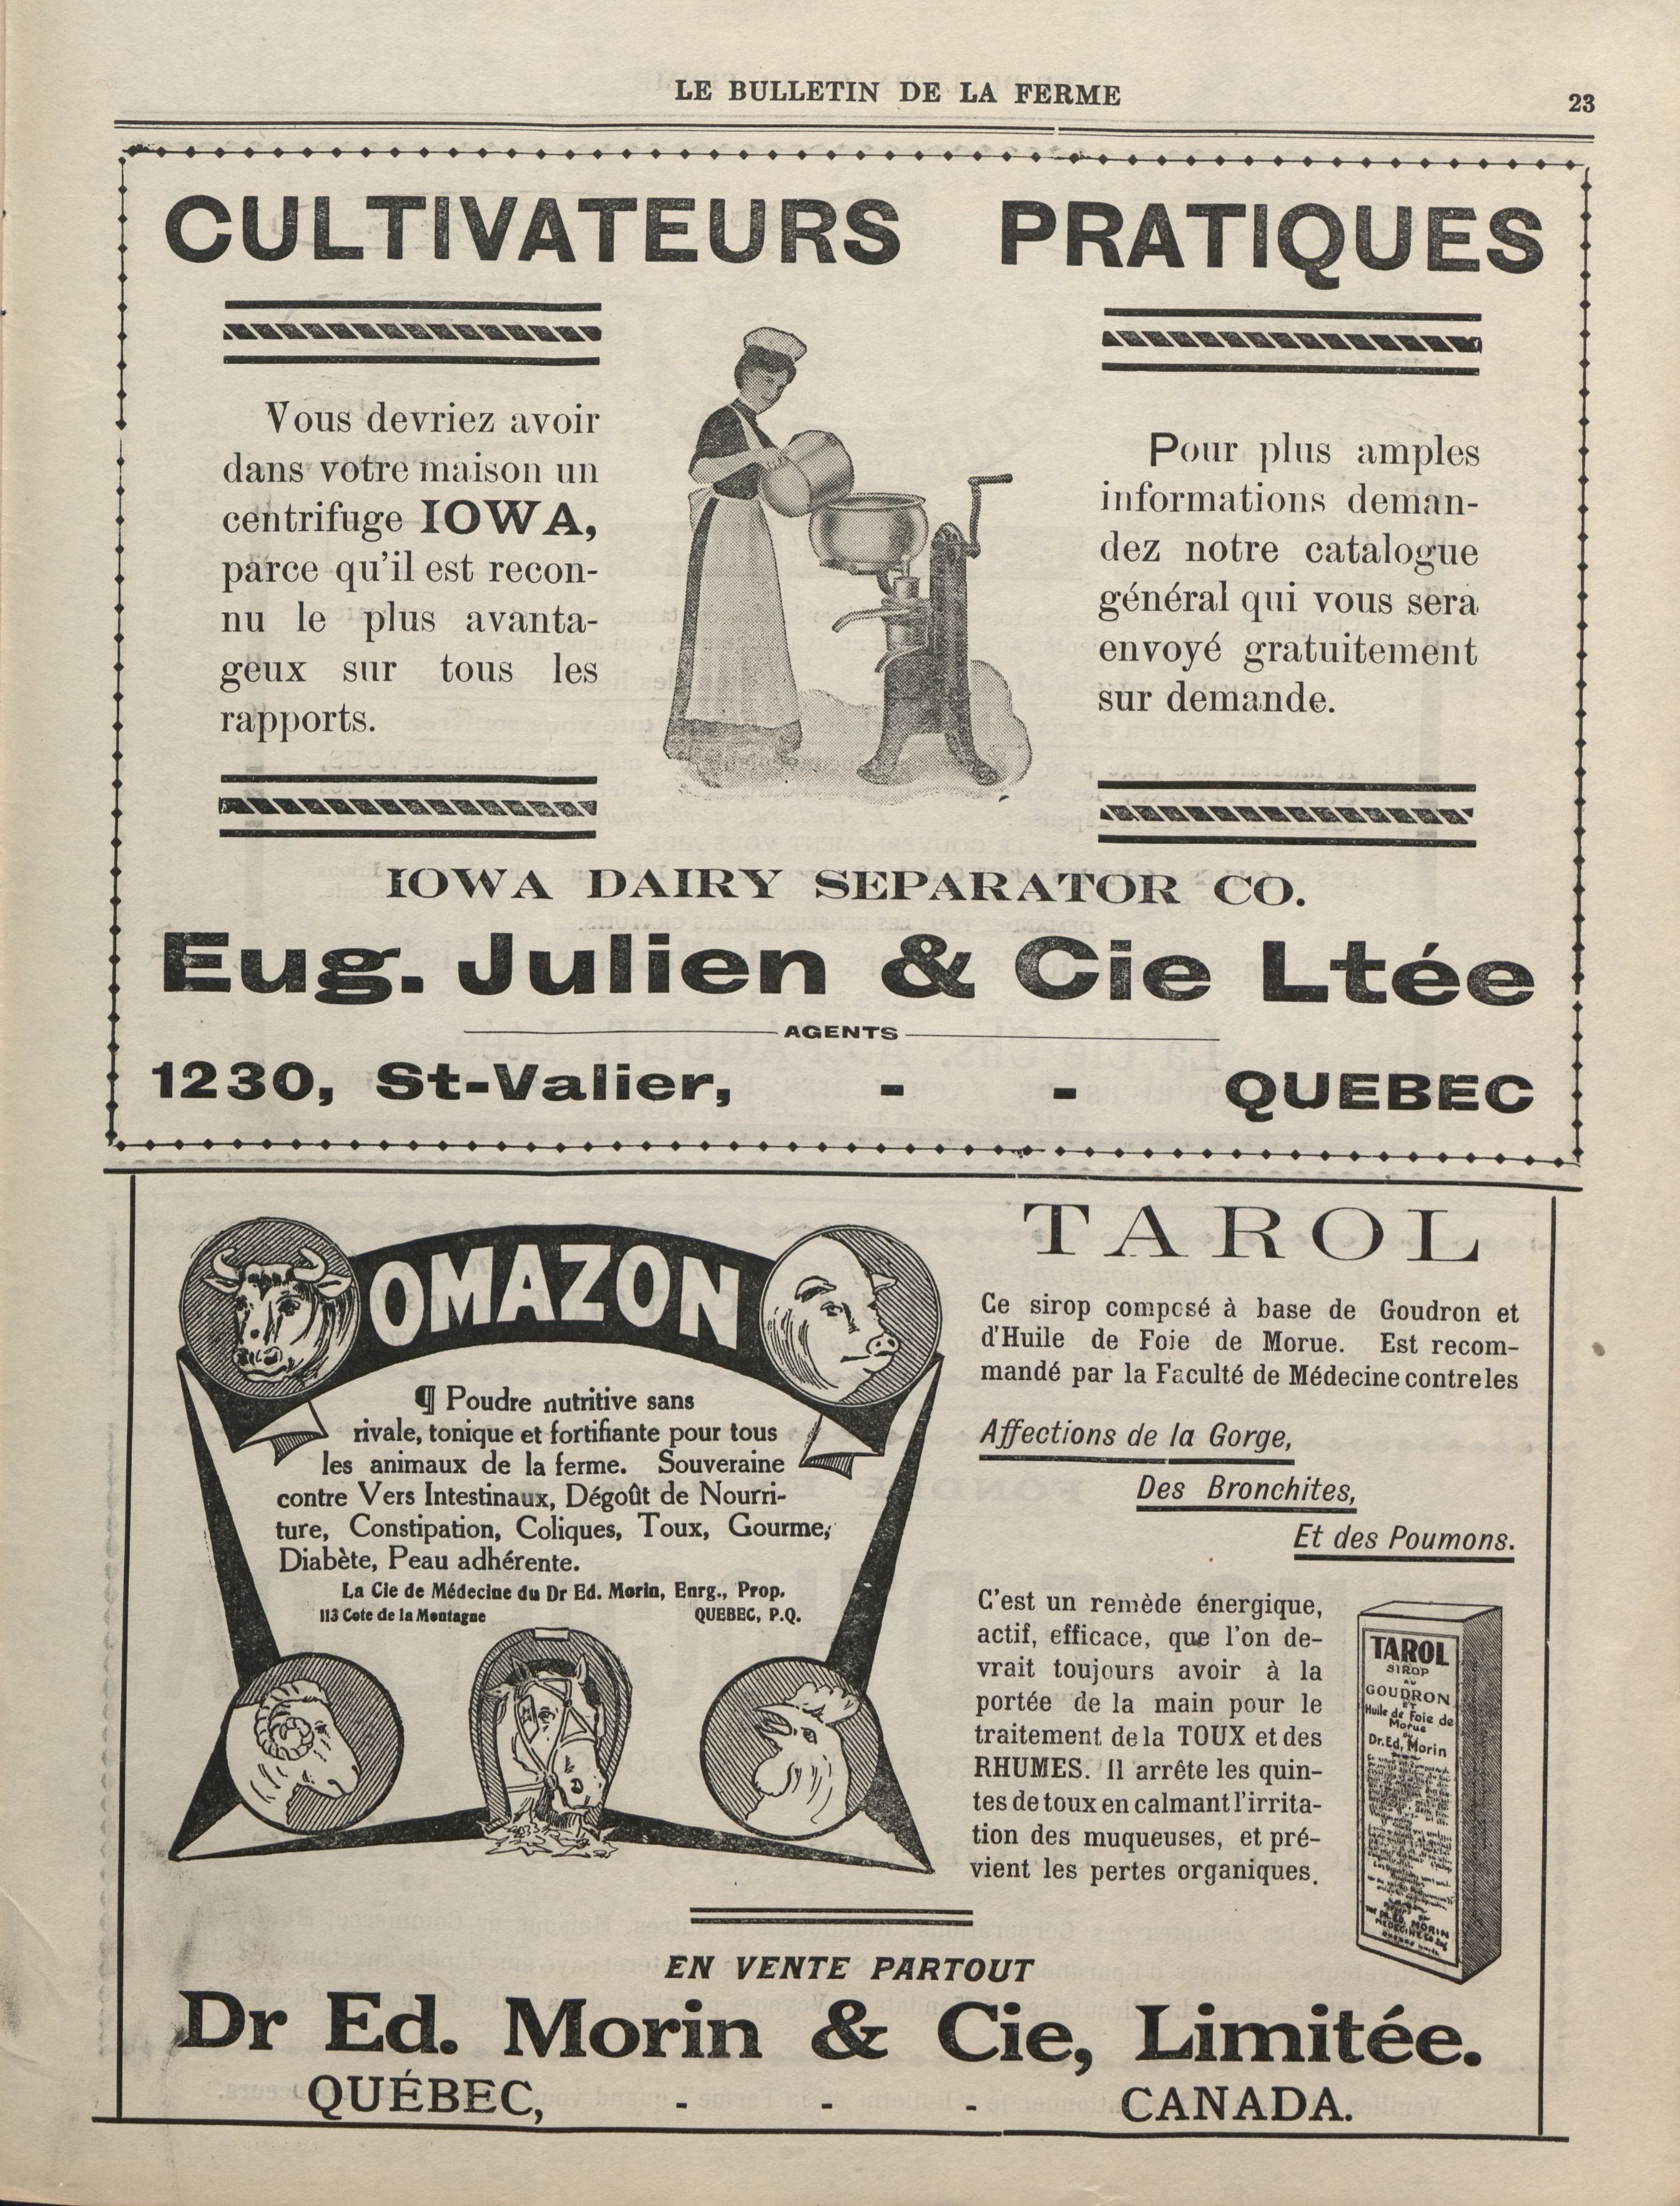 LE BULLETIN DE LA FERME
23
CULTIVATEURS PRATIQUES
Vous devriez avoir
dans votre maison un
centrifuge IOWA,
parce qu'il est recon-
nu le plus avanta-
geux sur tous les
rapports.
Pour plus amples
informations deman-
dez notre catalogue
général qui vous sera
envoyé gratuitement
sur demande.
IOWA DAIRY SEPARATOR CO.
Eug. Julien & Cie Ltée
AGENTS
1230, St-Valier, - - QUEBEC
OMAZON
¶ Poudre nutritive sans
rivale, tonique et fortifiante pour tous
les animaux de la ferme. Souveraine
contre Vers Intestinaux, Dégoût de Nourri-
ture, Constipation, Coliques, Toux, Gourme,
Diabète, Peau adhérente.
La Cie de Médecine du Dr Ed. Morin, Enrg., Prop.
113 Cote de la Montagne QUEBEC, P.Q.
TAROL
Ce sirop composé à base de Goudron et
d'Huile de Foie de Morue. Est recom-
mandé par la Faculté de Médecine contre les
Affections de la Gorge,
Des Bronchites,
Et des Poumons.
C'est un remède énergique,
actif, efficace, que l'on de-
vrait toujours avoir à la
portée de la main pour le
traitement de la TOUX et des
RHUMES. Il arrête les quin-
tes de toux en calmant l'irrita-
tion des muqueuses, et pré-
vient les pertes organiques.
TAROL
SIROP
AU
GOUDRON
ET
Huile de Foie de
Morue
Dr. Ed. Morin
EN VENTE PARTOUT
Dr Ed. Morin & Cie, Limitée.
QUÉBEC, - - - CANADA.